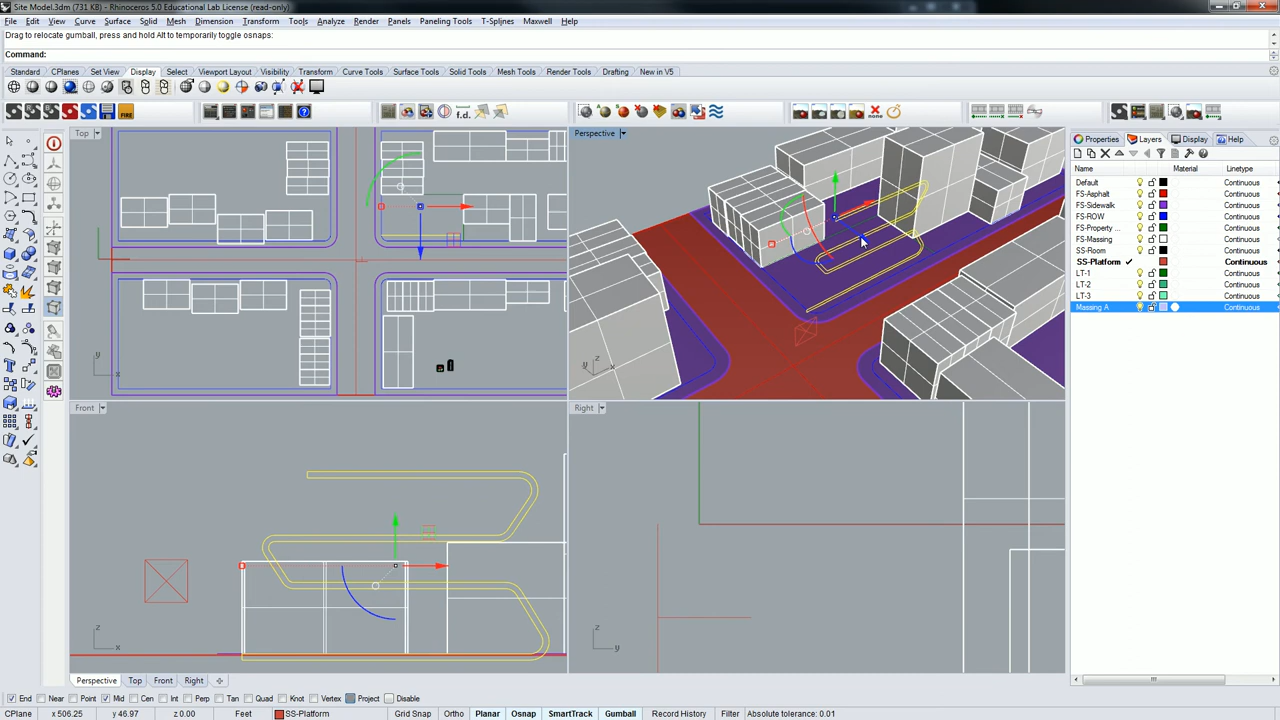 Site Model.3dm (731 KB) - Rhinoceros 5.0 Educational Lab License (read-only)
File Edit View Curve Surface Solid Mesh Dimension Transform Tools Analyze Render Panels Paneling Tools T-Splines Maxwell Help
Drag to relocate gumball, press and hold Alt to temporarily toggle osnaps:
Command:
Standard CPlanes Set View Display Select Viewport Layout Visibility Transform Curve Tools Surface Tools Solid Tools Mesh Tools Render Tools Drafting New in V5
f.d. FIRE none
Top Perspective Properties Layers Display Help
Name Material Linetype
Default Continuous
FS-Asphalt Continuous
FS-Sidewalk Continuous
FS-ROW Continuous
FS-Property ... Continuous
FS-Massing Continuous
SS-Room Continuous
SS-Platform Continuous
LT-1 Continuous
LT-2 Continuous
LT-3 Continuous
Massing A Continuous
y x z x
Front Right
z x z y
Perspective Top Front Right
End Near Point Mid Cen Int Perp Tan Quad Knot Vertex Project Disable
CPlane x 506.25 y 46.97 z 0.00 Feet SS-Platform Grid Snap Ortho Planar Osnap SmartTrack Gumball Record History Filter Absolute tolerance: 0.01